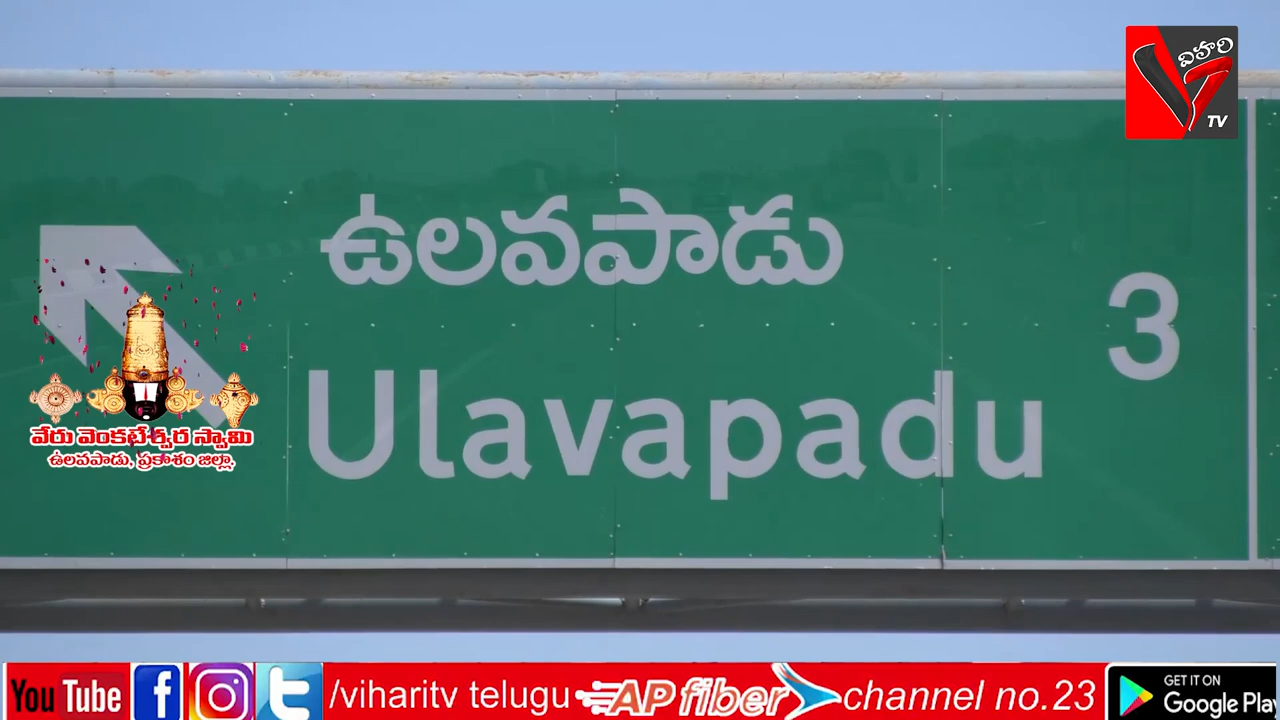 విహారి
TV
ఉలవపాడు
3
Ulavapadu
వేరు వెంకటేశ్వర స్వామి
ఉలవపాడు, ప్రకాశం జిల్లా.
You Tube f t /viharitv telugu AP fiber channel no.23 GET IT ON
Google Play